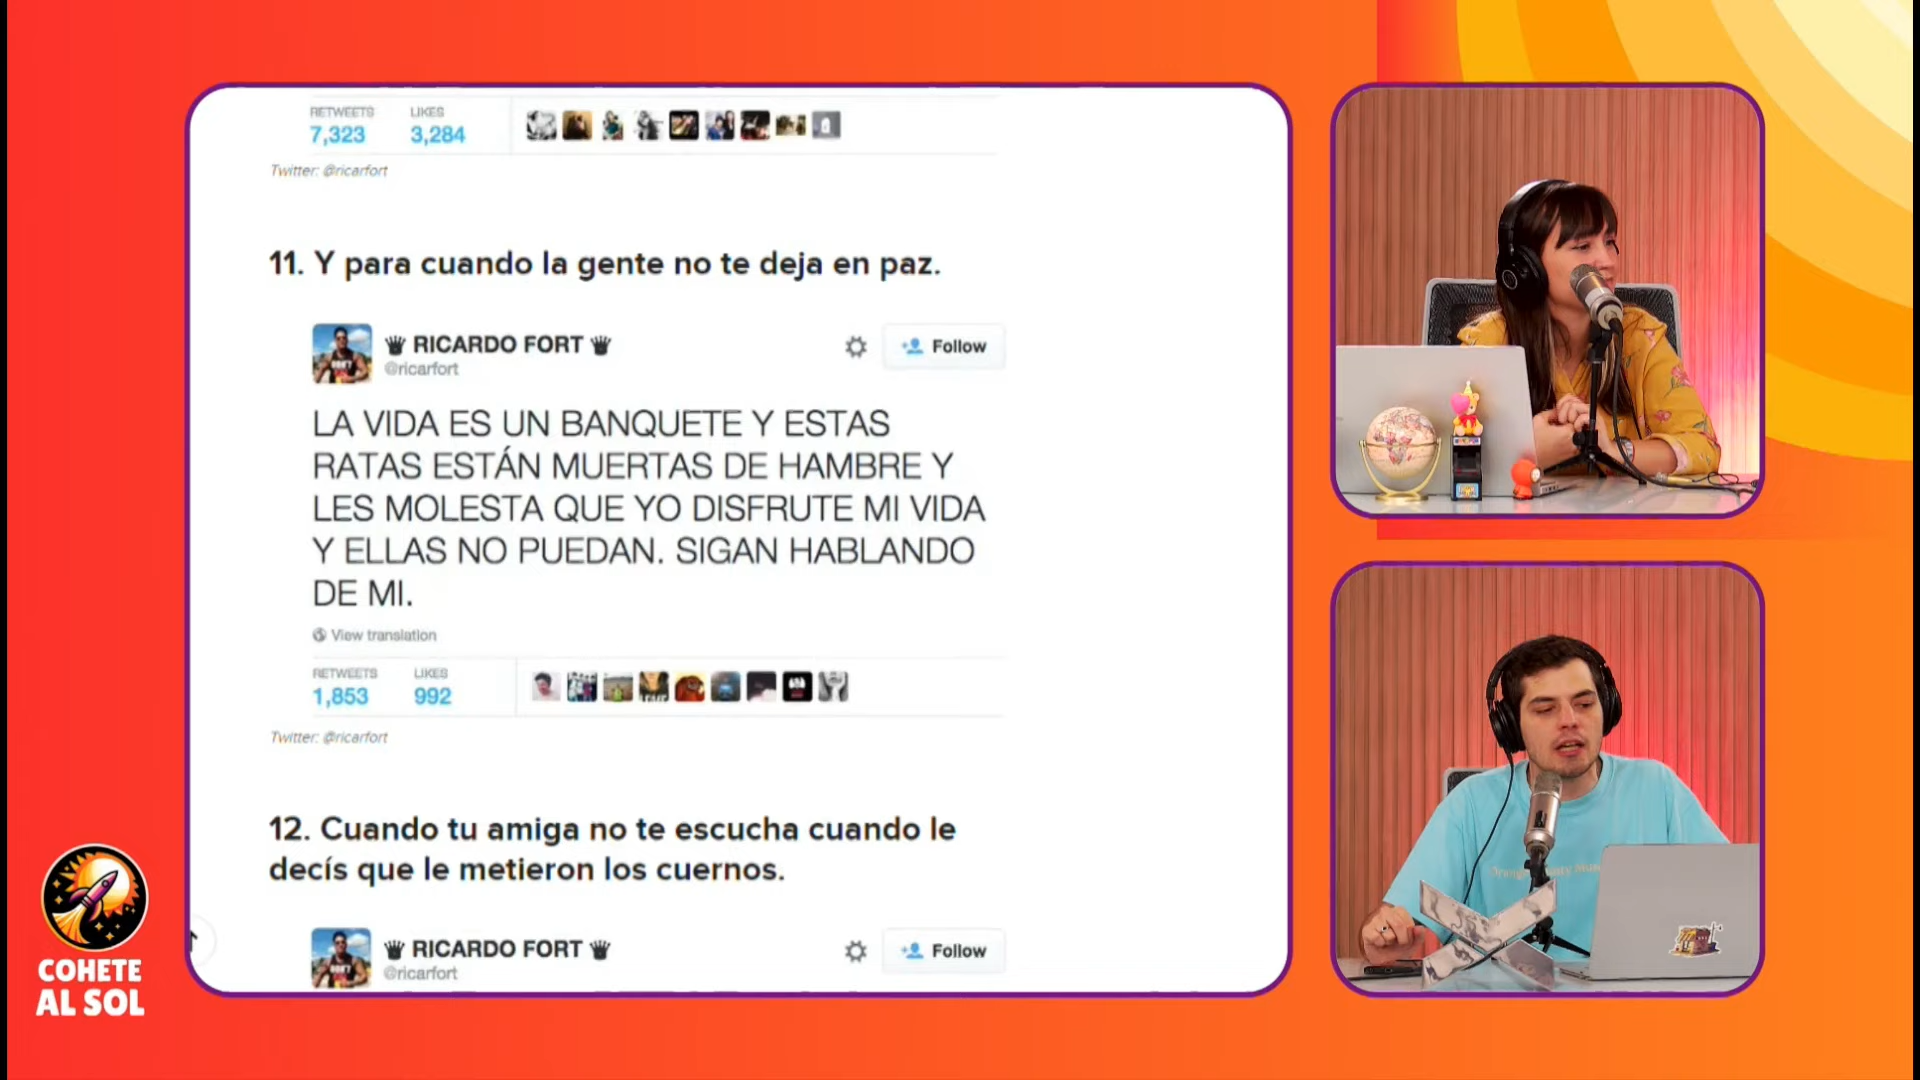 RETWEETS LIKES
7,323 3,284
Twitter: @ricarfort
11. Y para cuando la gente no te deja en paz.
RICARDO FORT
@ricarfort
Follow
LA VIDA ES UN BANQUETE Y ESTAS
RATAS ESTÁN MUERTAS DE HAMBRE Y
LES MOLESTA QUE YO DISFRUTE MI VIDA
Y ELLAS NO PUEDAN. SIGAN HABLANDO
DE MI.
View translation
RETWEETS LIKES
1,853 992
Twitter: @ricarfort
12. Cuando tu amiga no te escucha cuando le
decís que le metieron los cuernos.
RICARDO FORT
@ricarfort
Follow
COHETE
AL SOL